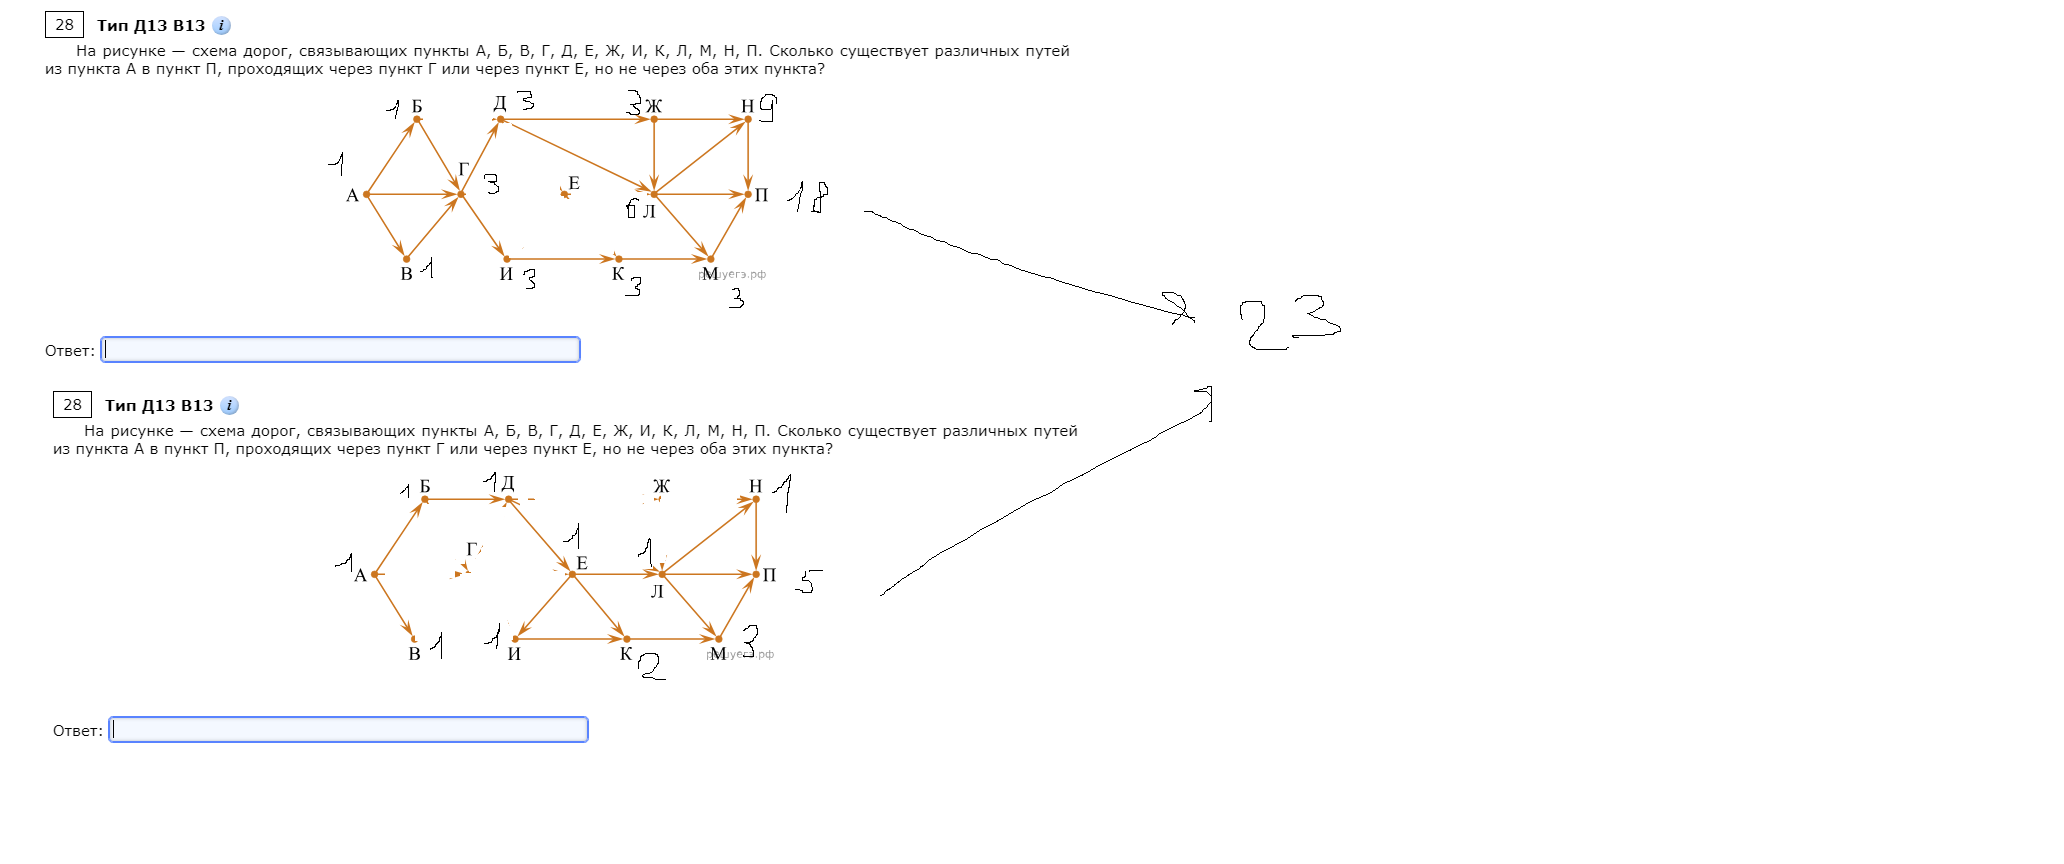 28 Тип Д13 B13 i
На рисунке — схема дорог, связывающих пункты А, Б, В, Г, Д, Е, Ж, И, К, Л, М, Н, П. Сколько существует различных путей
из пункта А в пункт П, проходящих через пункт Г или через пункт Е, но не через оба этих пункта?
1 Б Д 3 3 Ж Н 9
1 Г
А 3 Е 6 Л П 18
В 1 И 3 К 3 М 3
решуегэ.рф
23
Ответ:
28 Тип Д13 B13 i
На рисунке — схема дорог, связывающих пункты А, Б, В, Г, Д, Е, Ж, И, К, Л, М, Н, П. Сколько существует различных путей
из пункта А в пункт П, проходящих через пункт Г или через пункт Е, но не через оба этих пункта?
1 Б 1 Д Ж Н 1
1 А Г 1 Е 1 Л П 5
В 1 1 И К 2 М 3
решуегэ.рф
Ответ: